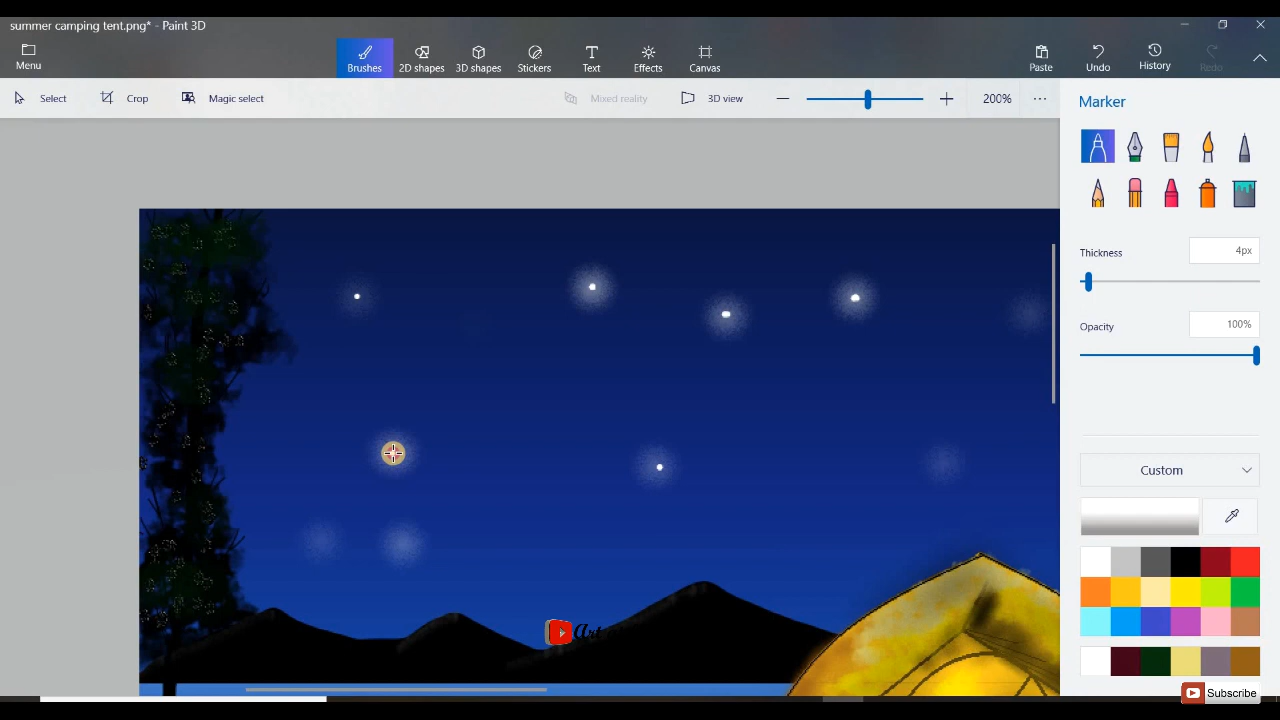 summer camping tent.png* - Paint 3D
Menu
Brushes
2D shapes
3D shapes
Stickers
Text
Effects
Canvas
Paste
Undo
History
Redo
Select
Crop
Magic select
Mixed reality
3D view
200%
Marker
Thickness
4px
Opacity
100%
Custom
Art
Subscribe